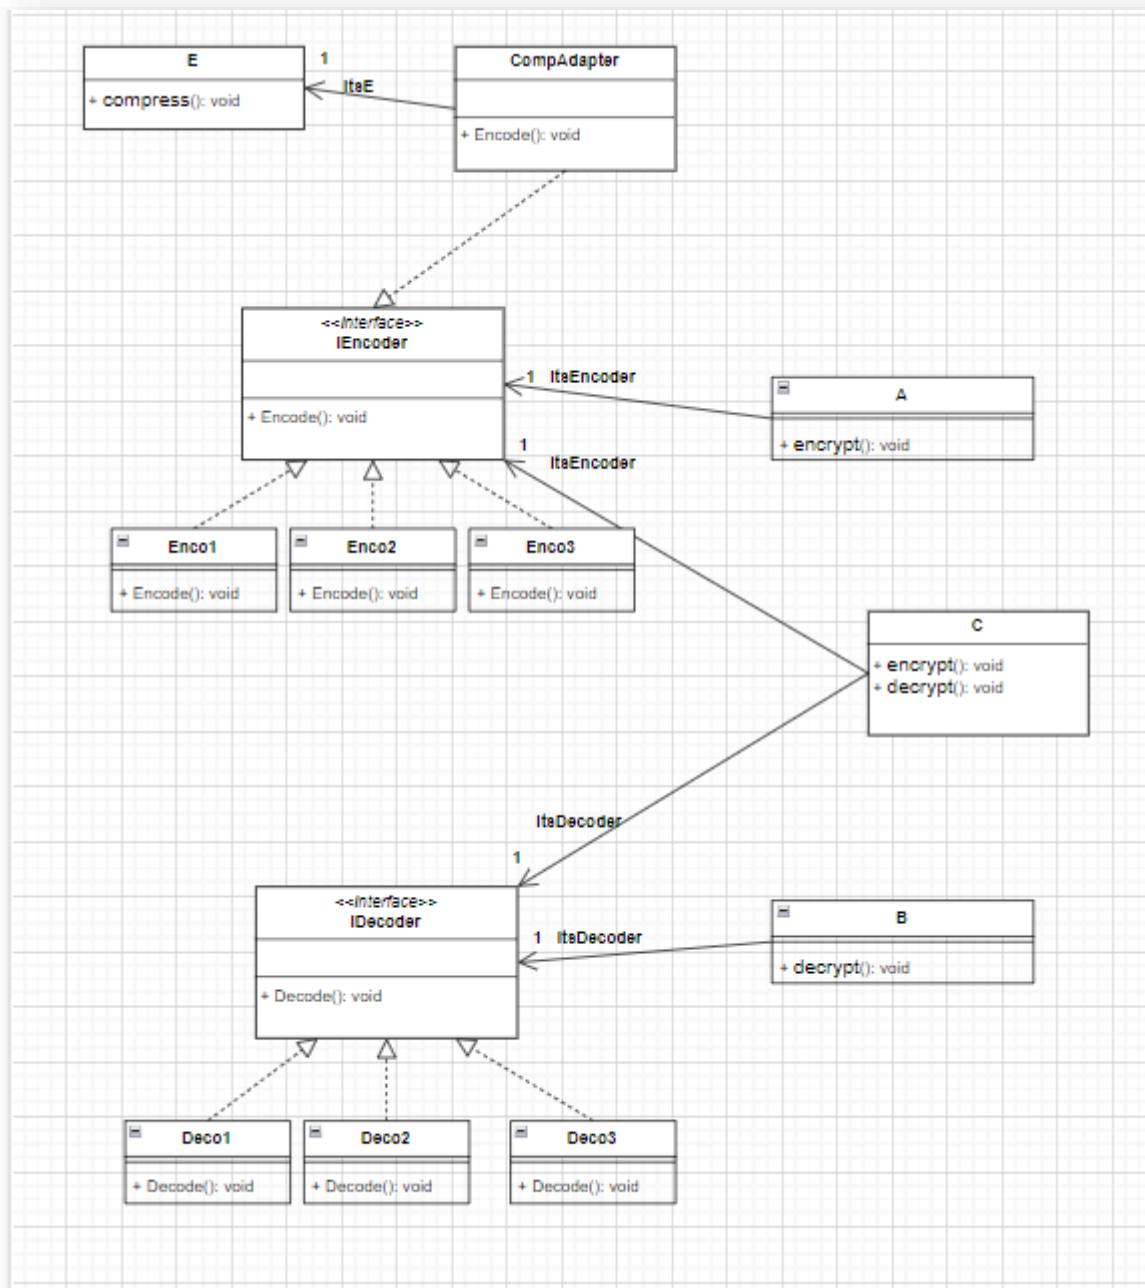 E
+ compress(): void
1
ItsE
CompAdapter
+ Encode(): void
<<Interface>>
IEncoder
+ Encode(): void
1 ItsEncoder
A
+ encrypt(): void
1
ItsEncoder
Enco1
+ Encode(): void
Enco2
+ Encode(): void
Enco3
+ Encode(): void
C
+ encrypt(): void
+ decrypt(): void
ItsDecoder
1
<<Interface>>
IDecoder
+ Decode(): void
1 ItsDecoder
B
+ decrypt(): void
Deco1
+ Decode(): void
Deco2
+ Decode(): void
Deco3
+ Decode(): void